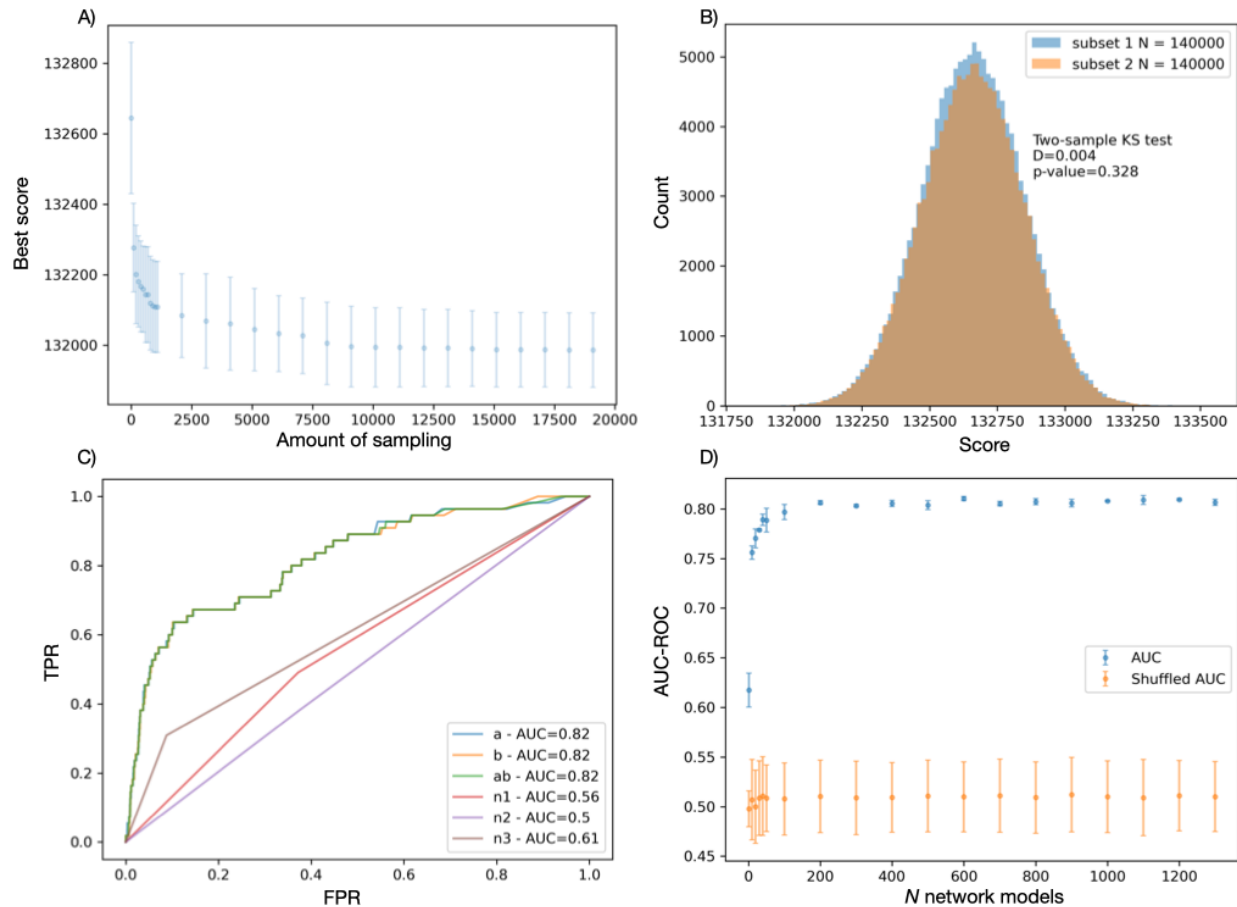 A)
132800
132600
132400
132200
132000
Best score
0
2500
5000
7500
10000
12500
15000
17500
20000
Amount of sampling
B)
5000
4000
3000
2000
1000
0
Count
subset 1 N = 140000
subset 2 N = 140000
Two-sample KS test
D=0.004
p-value=0.328
131750
132000
132250
132500
132750
133000
133250
133500
Score
C)
1.0
0.8
0.6
0.4
0.2
0.0
TPR
a - AUC=0.82
b - AUC=0.82
ab - AUC=0.82
n1 - AUC=0.56
n2 - AUC=0.5
n3 - AUC=0.61
0.0
0.2
0.4
0.6
0.8
1.0
FPR
D)
0.80
0.75
0.70
0.65
0.60
0.55
0.50
0.45
AUC-ROC
AUC
Shuffled AUC
0
200
400
600
800
1000
1200
N network models